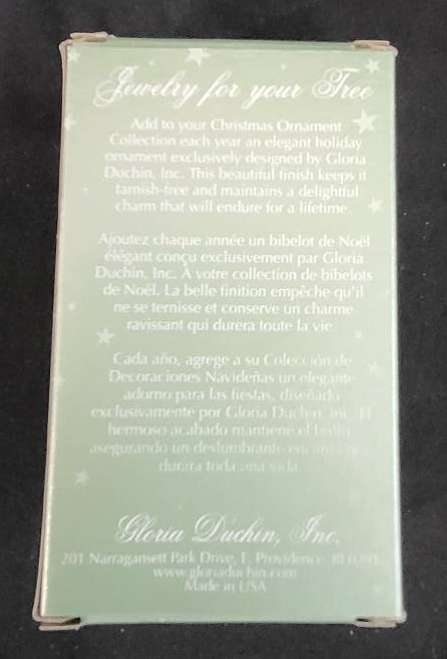 Jewelry for your Tree
Add to your Christmas Ornament
Collection each year an elegant holiday
ornament exclusively designed by Gloria
Duchin, Inc. This beautiful finish keeps it
tarnish-free and maintains a delightful
charm that will endure for a lifetime.
Ajoutez chaque année un bibelot de Noël
élégant conçu exclusivement par Gloria
Duchin, Inc. À votre collection de bibelots
de Noël. La belle finition empêche qu'il
ne se ternisse et conserve un charme
ravissant qui durera toute la vie.
Cada año, agrege a su Colección de
Decoraciones Navideñas un elegante
adorno para las fiestas, diseñado
exclusivamente por Gloria Duchin, Inc. El
hermoso acabado mantiene el brillo
asegurando un deslumbrante encanto que
durara toda una vida.
Gloria Duchin, Inc.
201 Narragansett Park Drive, E. Providence, RI
www.gloriaduchin.com
Made in USA